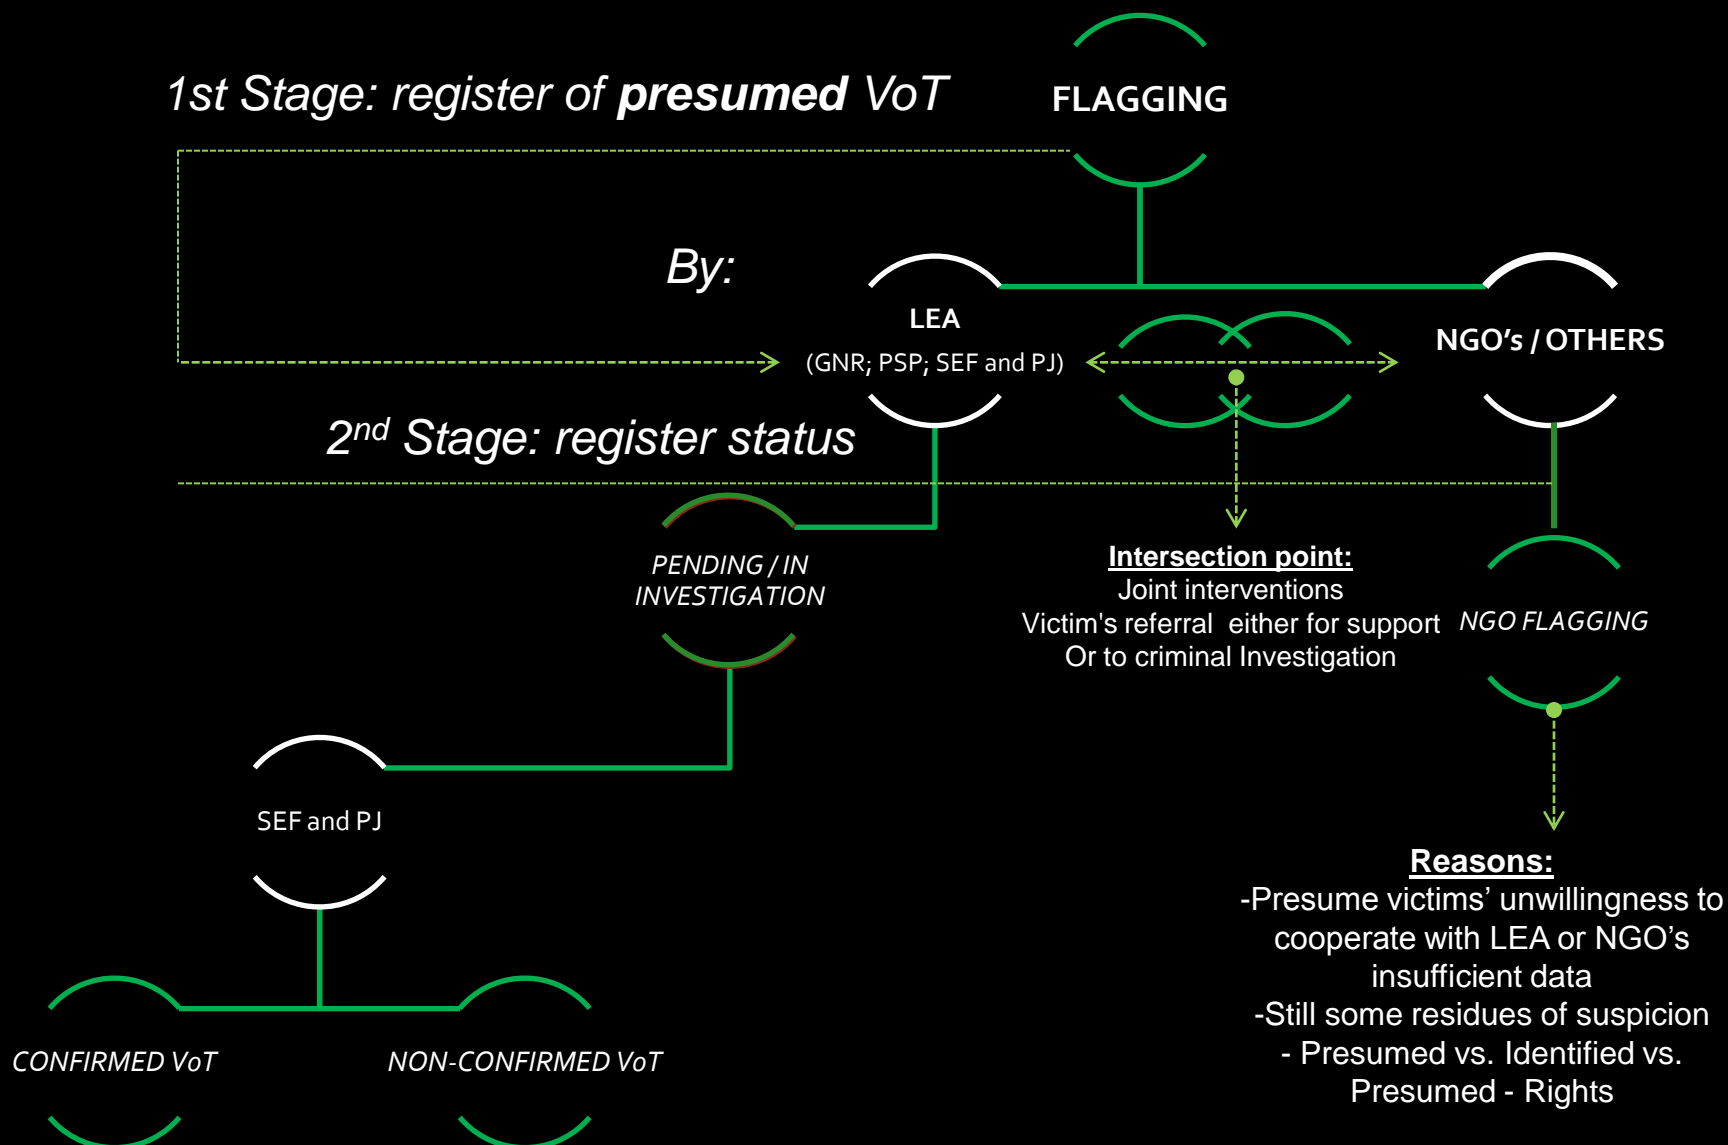 1st Stage: register of presumed VoT
FLAGGING
By:
LEA
(GNR; PSP; SEF and PJ)
NGO's / OTHERS
2nd Stage: register status
PENDING / IN
INVESTIGATION
Intersection point:
Joint interventions
Victim's referral  either for support
Or to criminal Investigation
NGO FLAGGING
SEF and PJ
Reasons:
-Presume victims’ unwillingness to
cooperate with LEA or NGO’s
insufficient data
-Still some residues of suspicion
- Presumed vs. Identified vs.
Presumed - Rights
CONFIRMED VoT
NON-CONFIRMED VoT